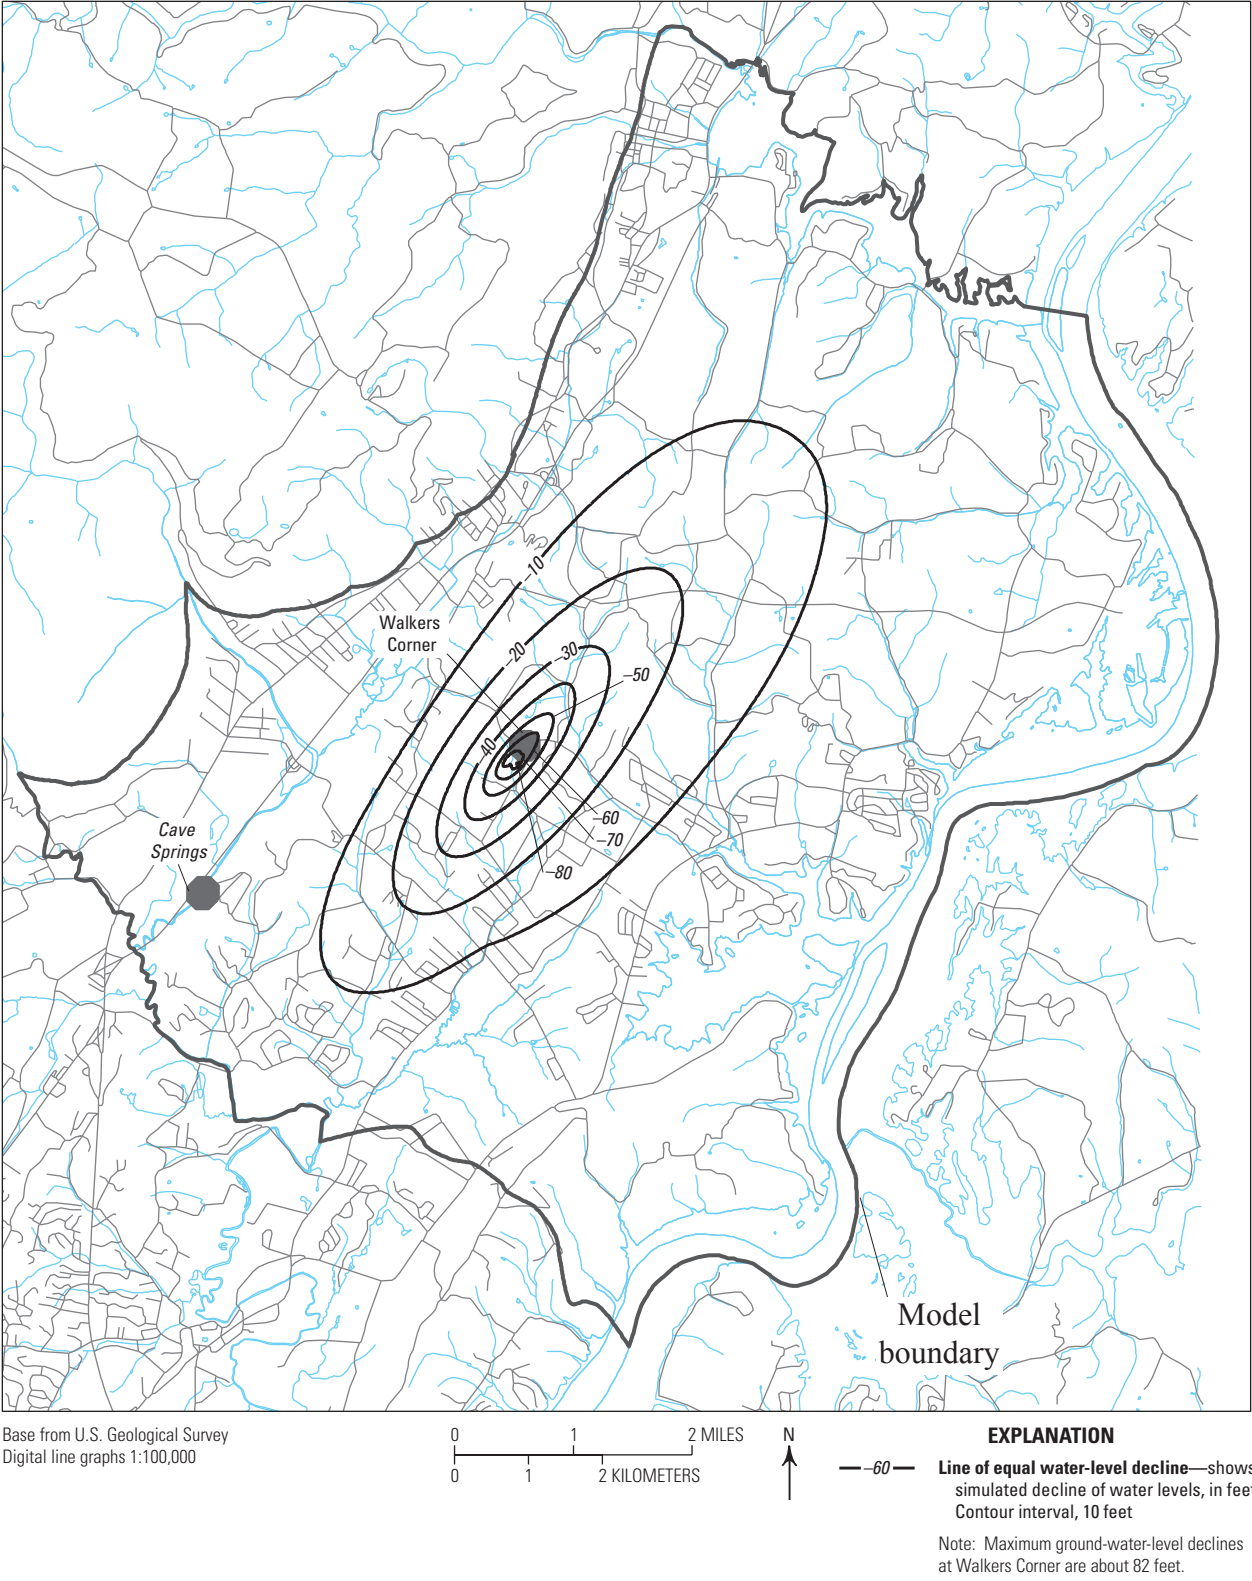 –10
Walkers
Corner
–20
–30
–50
–40
Cave
Springs
–60
–70
–80
Model
boundary
Base from U.S. Geological Survey
Digital line graphs 1:100,000
0 1 2 MILES
0 1 2 KILOMETERS
N
EXPLANATION
–60
Line of equal water-level decline—shows
simulated decline of water levels, in feet
Contour interval, 10 feet
Note: Maximum ground-water-level declines
at Walkers Corner are about 82 feet.